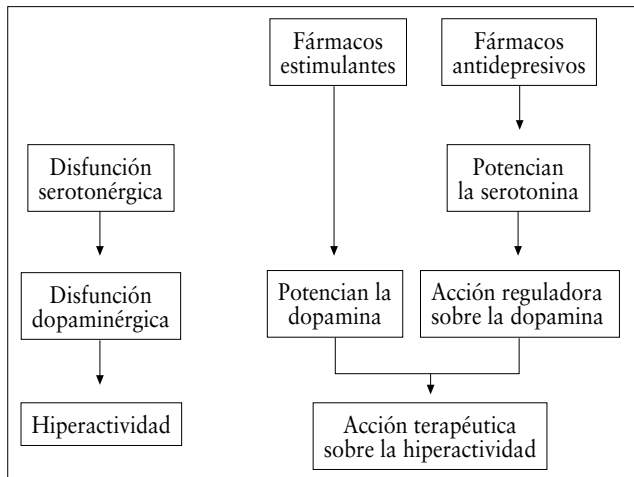 Fármacos
estimulantes
Fármacos
antidepresivos
Disfunción
serotonérgica
Potencian
la serotonina
Disfunción
dopaminérgica
Potencian la
dopamina
Acción reguladora
sobre la dopamina
Hiperactividad
Acción terapéutica
sobre la hiperactividad